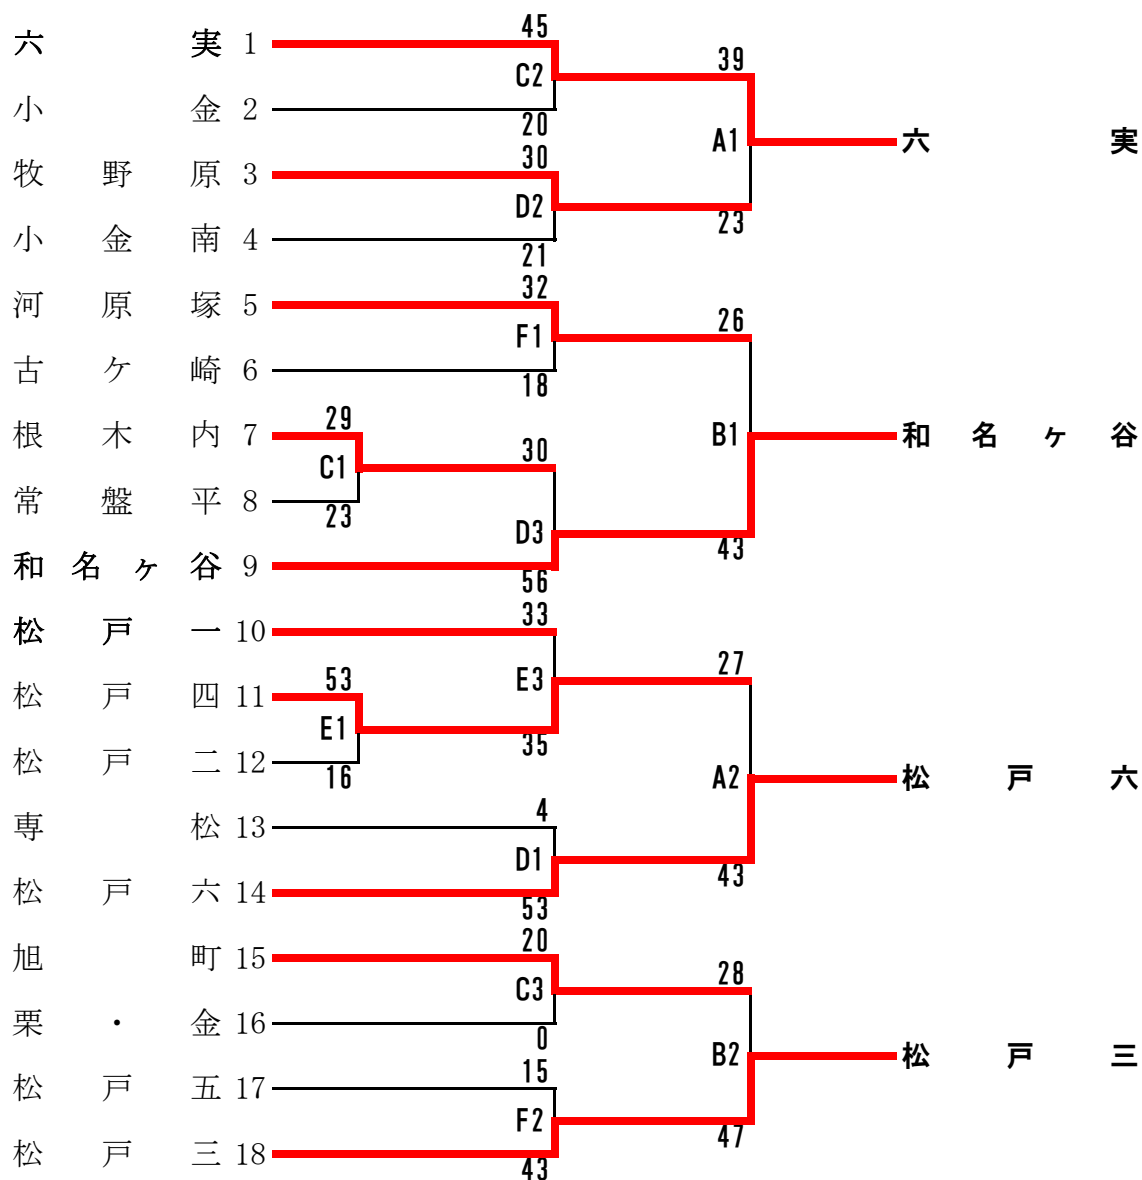 45
六実 1
39
C2
小金 2
20
A1
六実
30
牧野原 3
D2
23
小金南 4
21
32
河原塚 5
26
F1
古ケ崎 6
18
29
根木内 7
B1
和名ヶ谷
30
C1
常盤平 8
23
D3
43
和名ヶ谷 9
56
33
松戸一 10
27
53
E3
松戸四 11
E1
35
松戸二 12
16
A2
松戸六
4
専松 13
D1
43
松戸六 14
53
20
旭町 15
28
C3
栗・金 16
0
B2
松戸三
15
松戸五 17
F2
47
松戸三 18
43